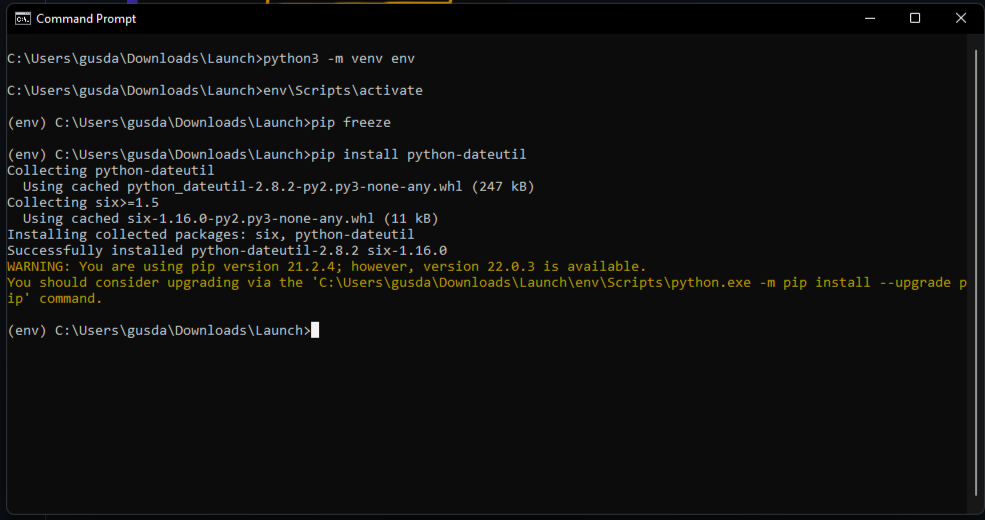 Command Prompt
C:\Users\gusda\Downloads\Launch>python3 -m venv env
C:\Users\gusda\Downloads\Launch>env\Scripts\activate
(env) C:\Users\gusda\Downloads\Launch>pip freeze
(env) C:\Users\gusda\Downloads\Launch>pip install python-dateutil
Collecting python-dateutil
  Using cached python_dateutil-2.8.2-py2.py3-none-any.whl (247 kB)
Collecting six>=1.5
  Using cached six-1.16.0-py2.py3-none-any.whl (11 kB)
Installing collected packages: six, python-dateutil
Successfully installed python-dateutil-2.8.2 six-1.16.0
WARNING: You are using pip version 21.2.4; however, version 22.0.3 is available.
You should consider upgrading via the 'C:\Users\gusda\Downloads\Launch\env\Scripts\python.exe -m pip install --upgrade p
ip' command.
(env) C:\Users\gusda\Downloads\Launch>